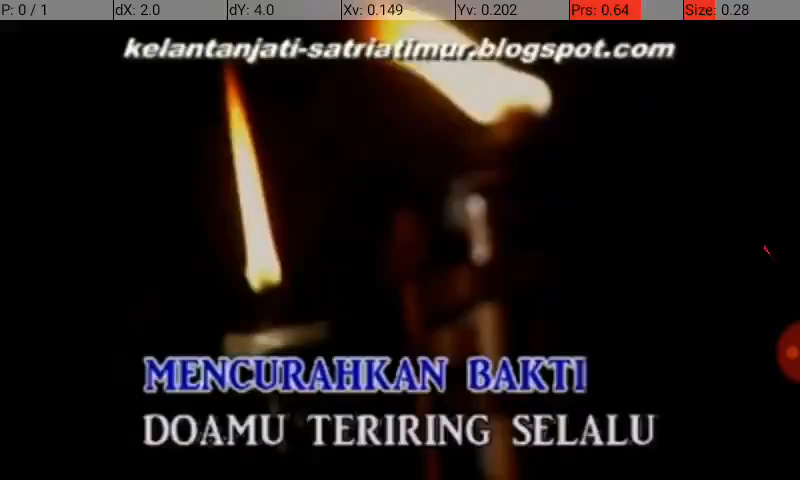 P: 0 / 1 dX: 2.0 dY: 4.0 Xv: 0.149 Yv: 0.202 Prs: 0.64 Size: 0.28
kelantanjati-satriatimur.blogspot.com
MENCURAHKAN BAKTI
DOAMU TERIRING SELALU